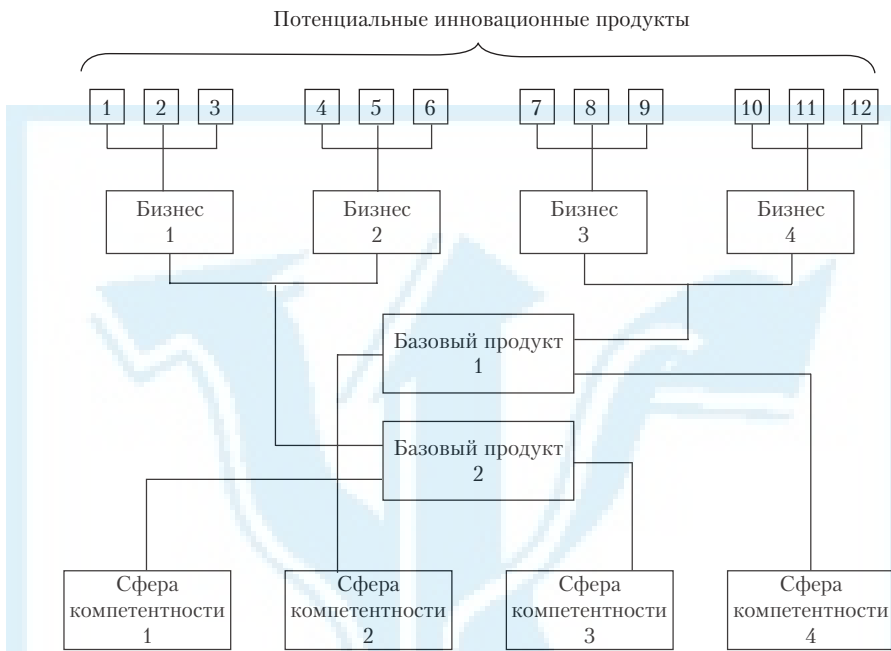 Потенциальные инновационные продукты
1 2 3 4 5 6 7 8 9 10 11 12
Бизнес
1
Бизнес
2
Бизнес
3
Бизнес
4
Базовый продукт
1
Базовый продукт
2
Сфера
компетентности
1
Сфера
компетентности
2
Сфера
компетентности
3
Сфера
компетентности
4